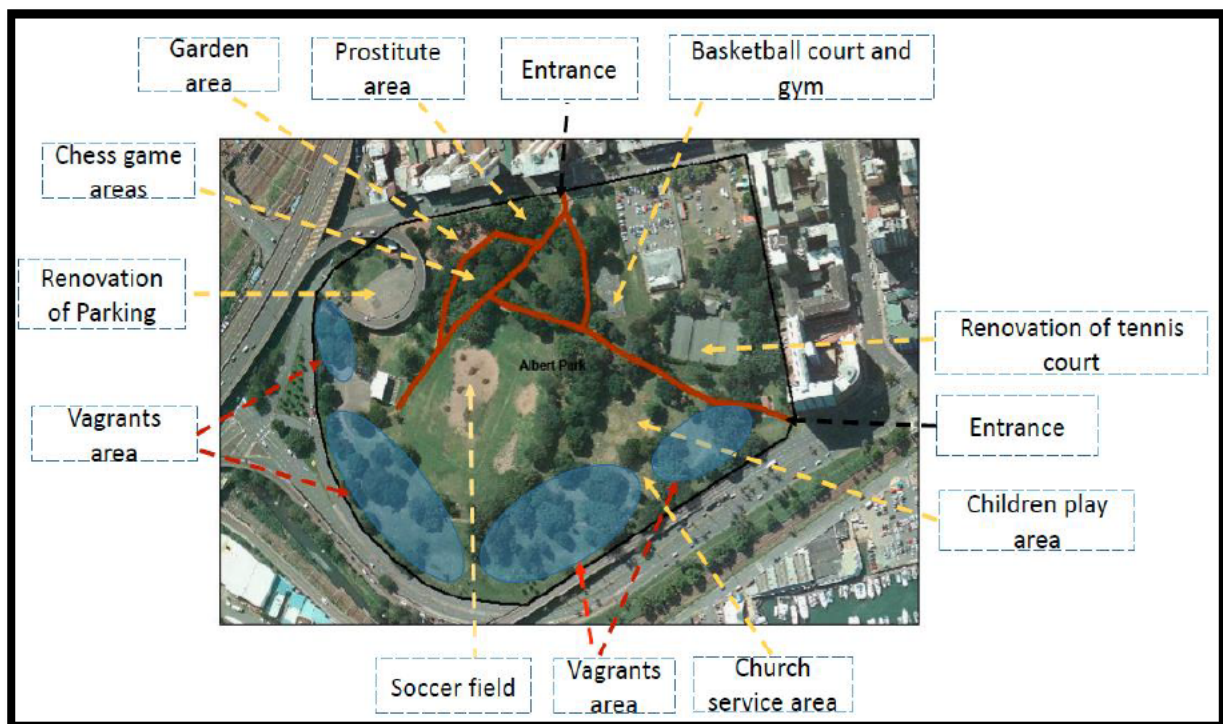 Garden
area
Prostitute
area
Entrance
Basketball court and
gym
Chess game
areas
Renovation
of Parking
Albert Park
Renovation of tennis
court
Vagrants
area
Entrance
Children play
area
Soccer field
Vagrants
area
Church
service area